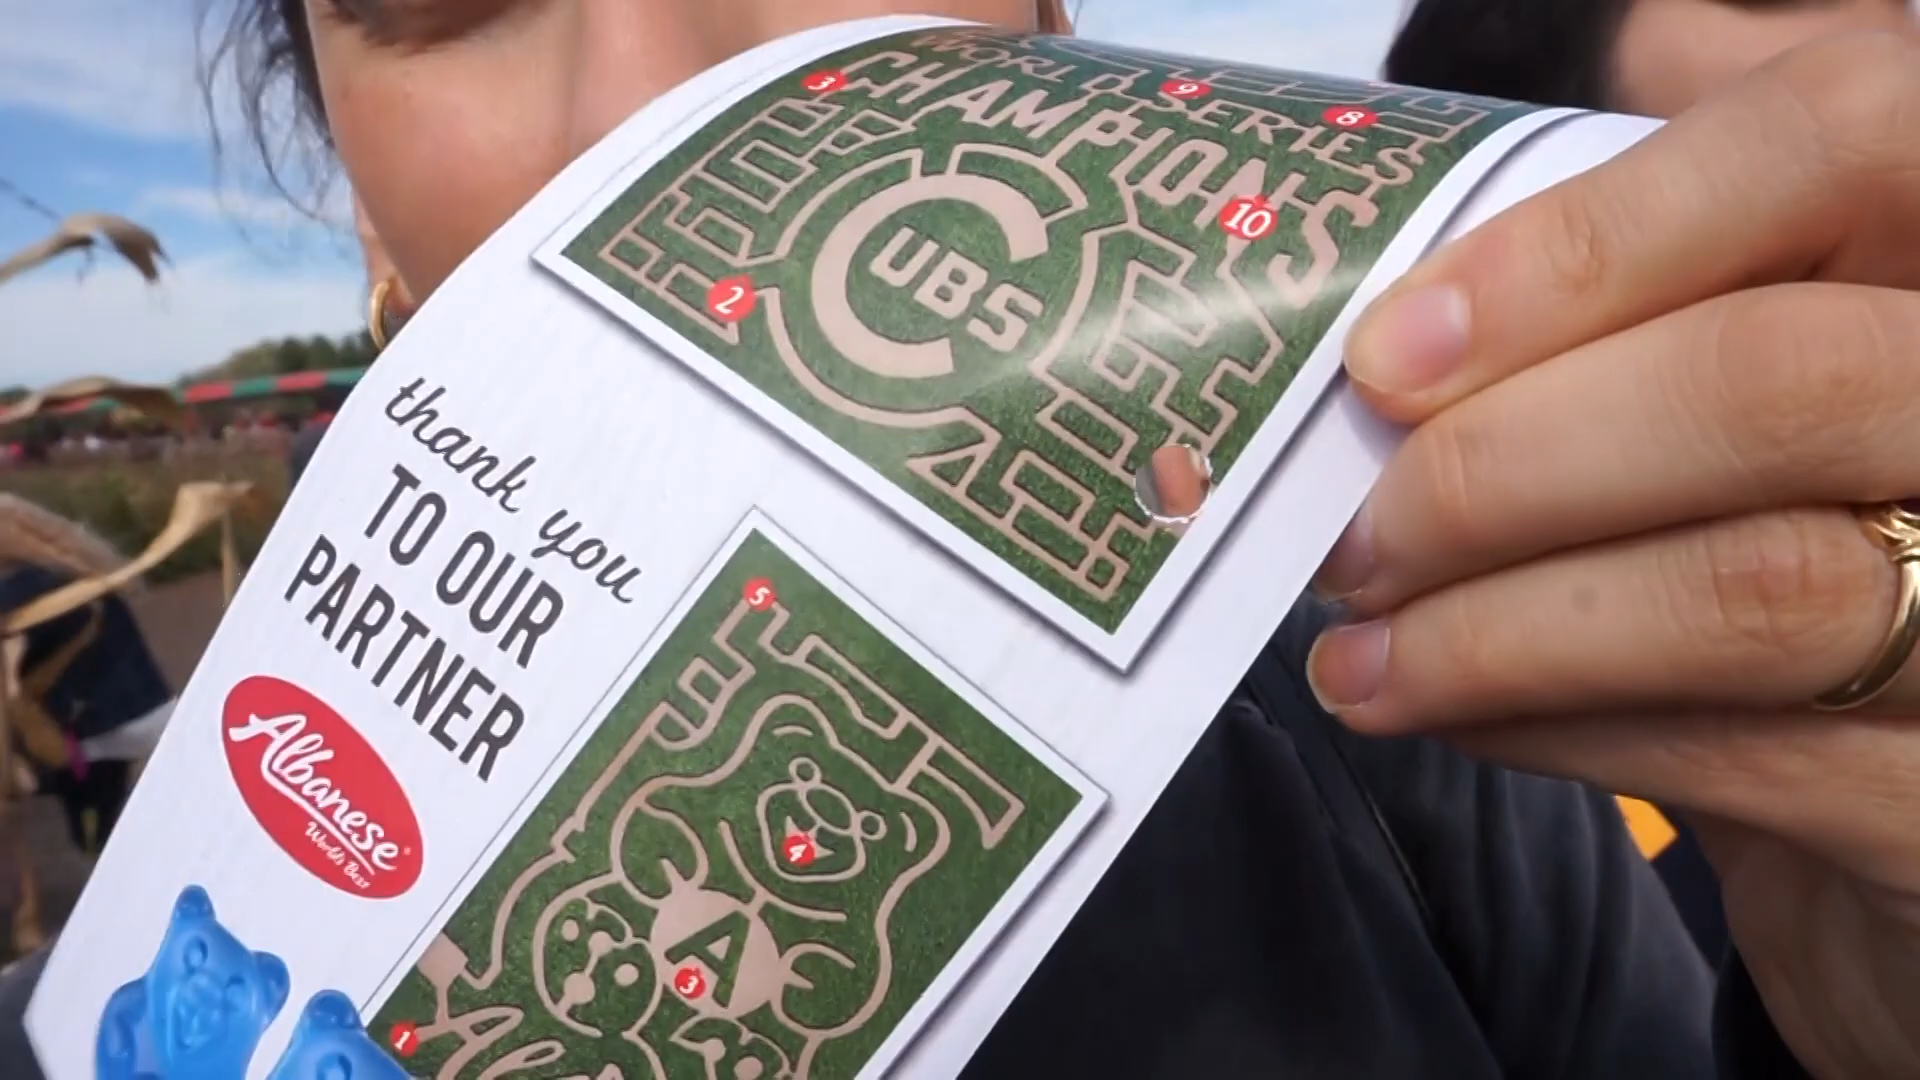 WORLD SERIES
CHAMPIONS
CUBS
3
9
8
10
2
thank you
TO OUR
PARTNER
Albanese
World's Best
5
4
A
3
1